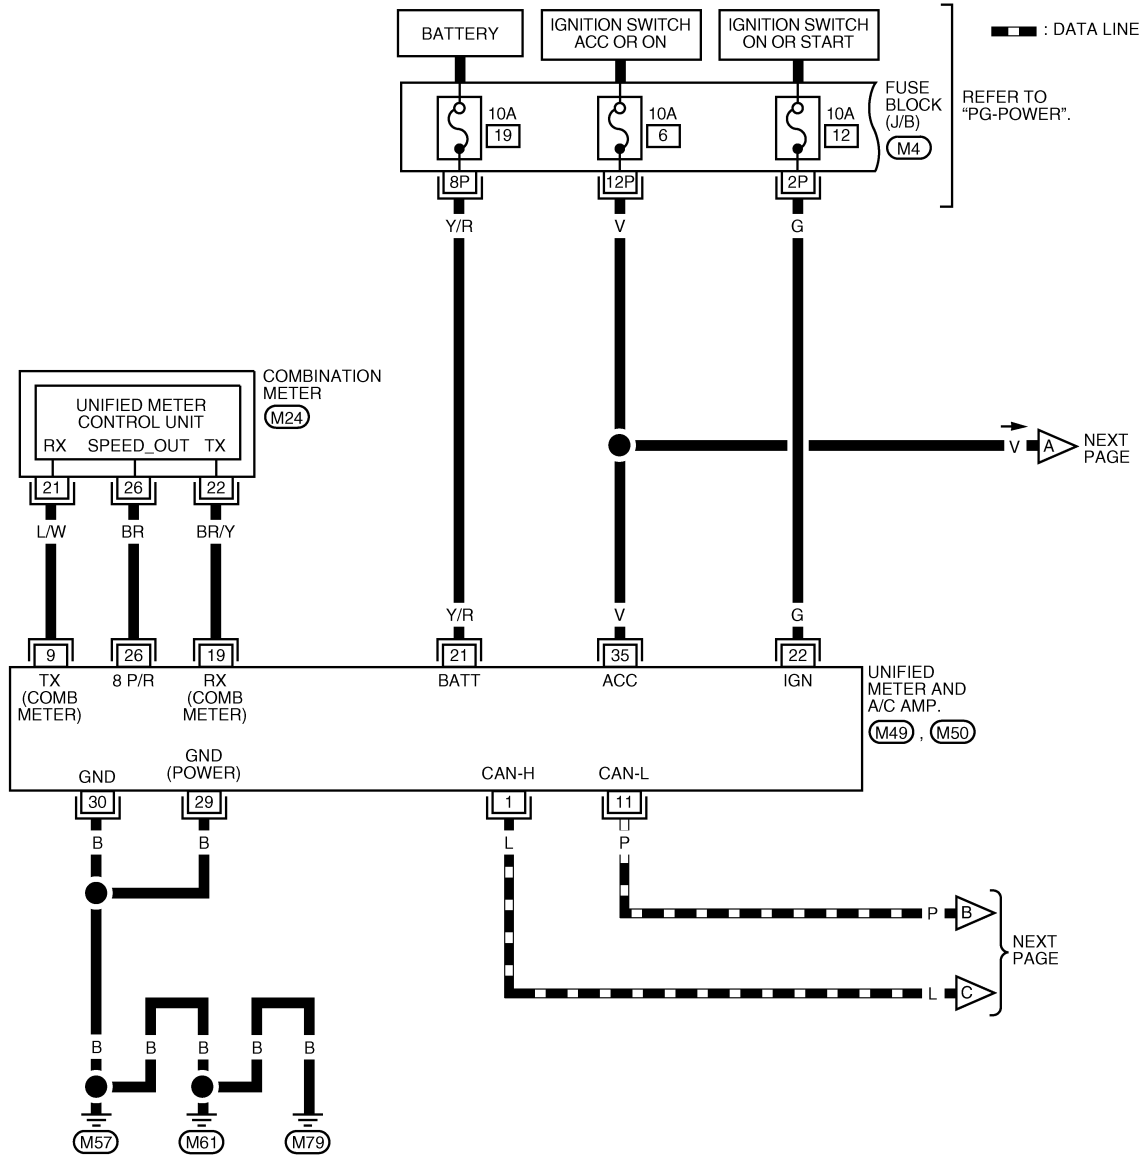 BATTERY
IGNITION SWITCH
ACC OR ON
IGNITION SWITCH
ON OR START
: DATA LINE
10A
19
10A
6
10A
12
FUSE
BLOCK
(J/B)
M4
REFER TO
“PG-POWER”.
8P
12P
2P
Y/R
V
G
COMBINATION
METER
M24
UNIFIED METER
CONTROL UNIT
RX
SPEED_OUT
TX
V
A
NEXT
PAGE
21
26
22
L/W
BR
BR/Y
Y/R
V
G
9
26
19
21
35
22
TX
(COMB
METER)
8 P/R
RX
(COMB
METER)
BATT
ACC
IGN
UNIFIED
METER AND
A/C AMP.
M49 , M50
GND
GND
(POWER)
CAN-H
CAN-L
30
29
1
11
B
B
L
P
P
B
L
C
NEXT
PAGE
B
B
B
B
B
M57
M61
M79